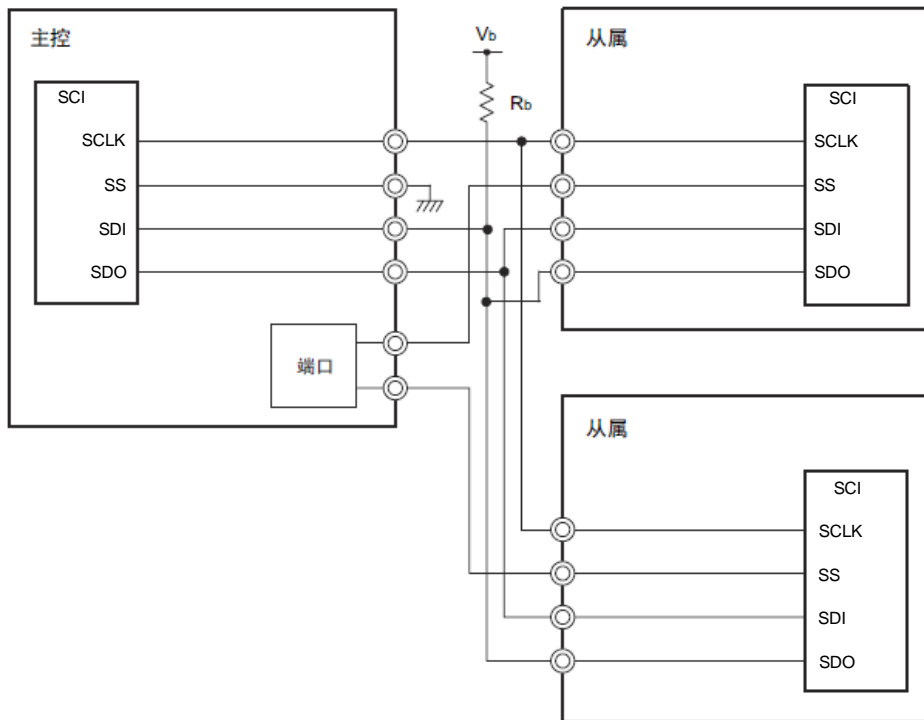 主控
SCI
SCLK
SS
SDI
SDO
端口
Vb
Rb
从属
SCI
SCLK
SS
SDI
SDO
从属
SCI
SCLK
SS
SDI
SDO